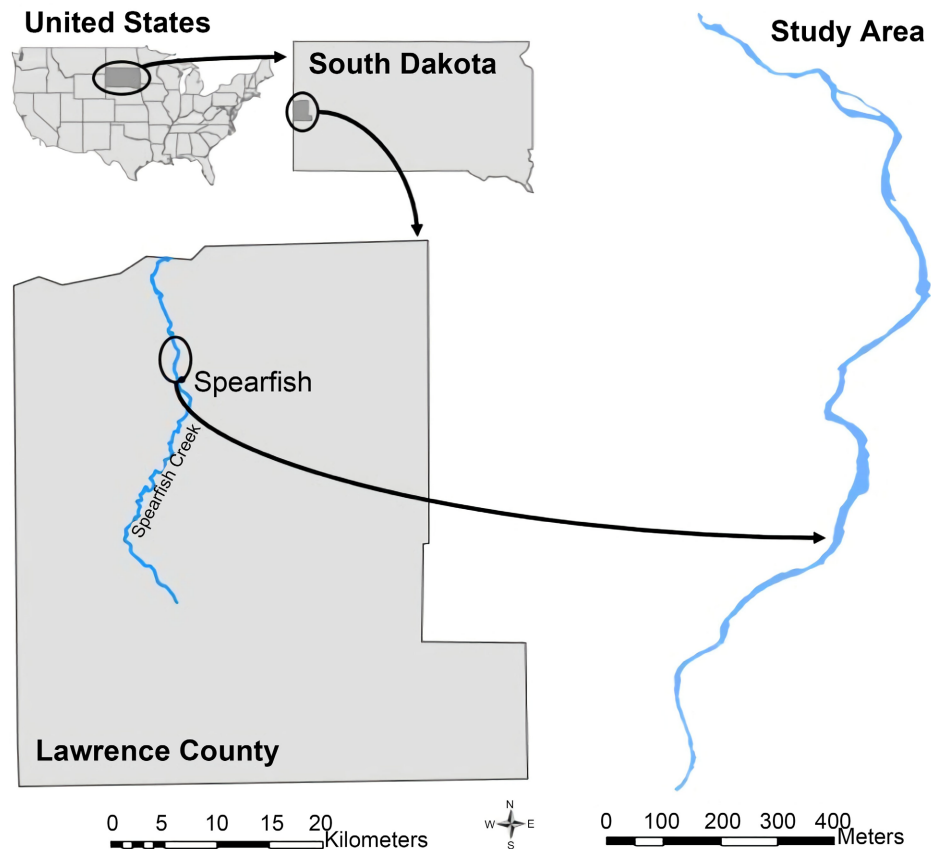 United States
South Dakota
Study Area
Spearfish
Spearfish Creek
Lawrence County
0 5 10 15 20 Kilometers
N
W E
S
0 100 200 300 400 Meters